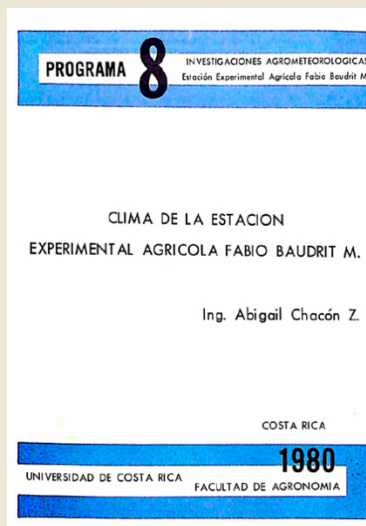 PROGRAMA 8
INVESTIGACIONES AGROMETEOROLOGICAS
Estación Experimental Agrícola Fabio Baudrit M
CLIMA DE LA ESTACION
EXPERIMENTAL AGRICOLA FABIO BAUDRIT M.
Ing. Abigail Chacón Z.
COSTA RICA
1980
UNIVERSIDAD DE COSTA RICA
FACULTAD DE AGRONOMIA